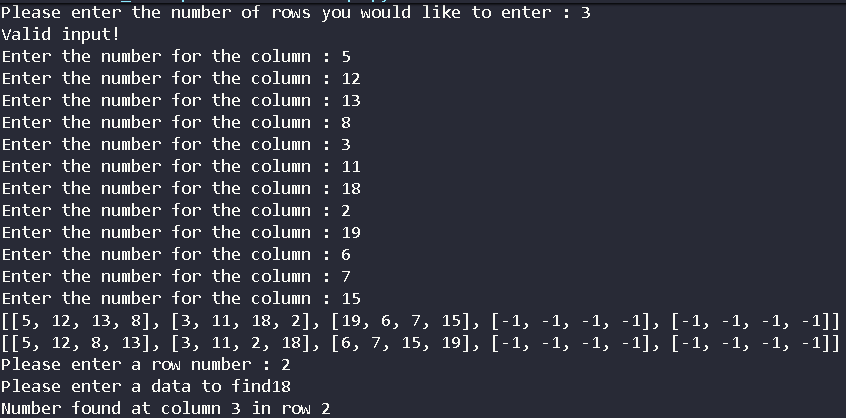 Please enter the number of rows you would like to enter : 3
Valid input!
Enter the number for the column : 5
Enter the number for the column : 12
Enter the number for the column : 13
Enter the number for the column : 8
Enter the number for the column : 3
Enter the number for the column : 11
Enter the number for the column : 18
Enter the number for the column : 2
Enter the number for the column : 19
Enter the number for the column : 6
Enter the number for the column : 7
Enter the number for the column : 15
[[5, 12, 13, 8], [3, 11, 18, 2], [19, 6, 7, 15], [-1, -1, -1, -1], [-1, -1, -1, -1]]
[[5, 12, 8, 13], [3, 11, 2, 18], [6, 7, 15, 19], [-1, -1, -1, -1], [-1, -1, -1, -1]]
Please enter a row number : 2
Please enter a data to find18
Number found at column 3 in row 2